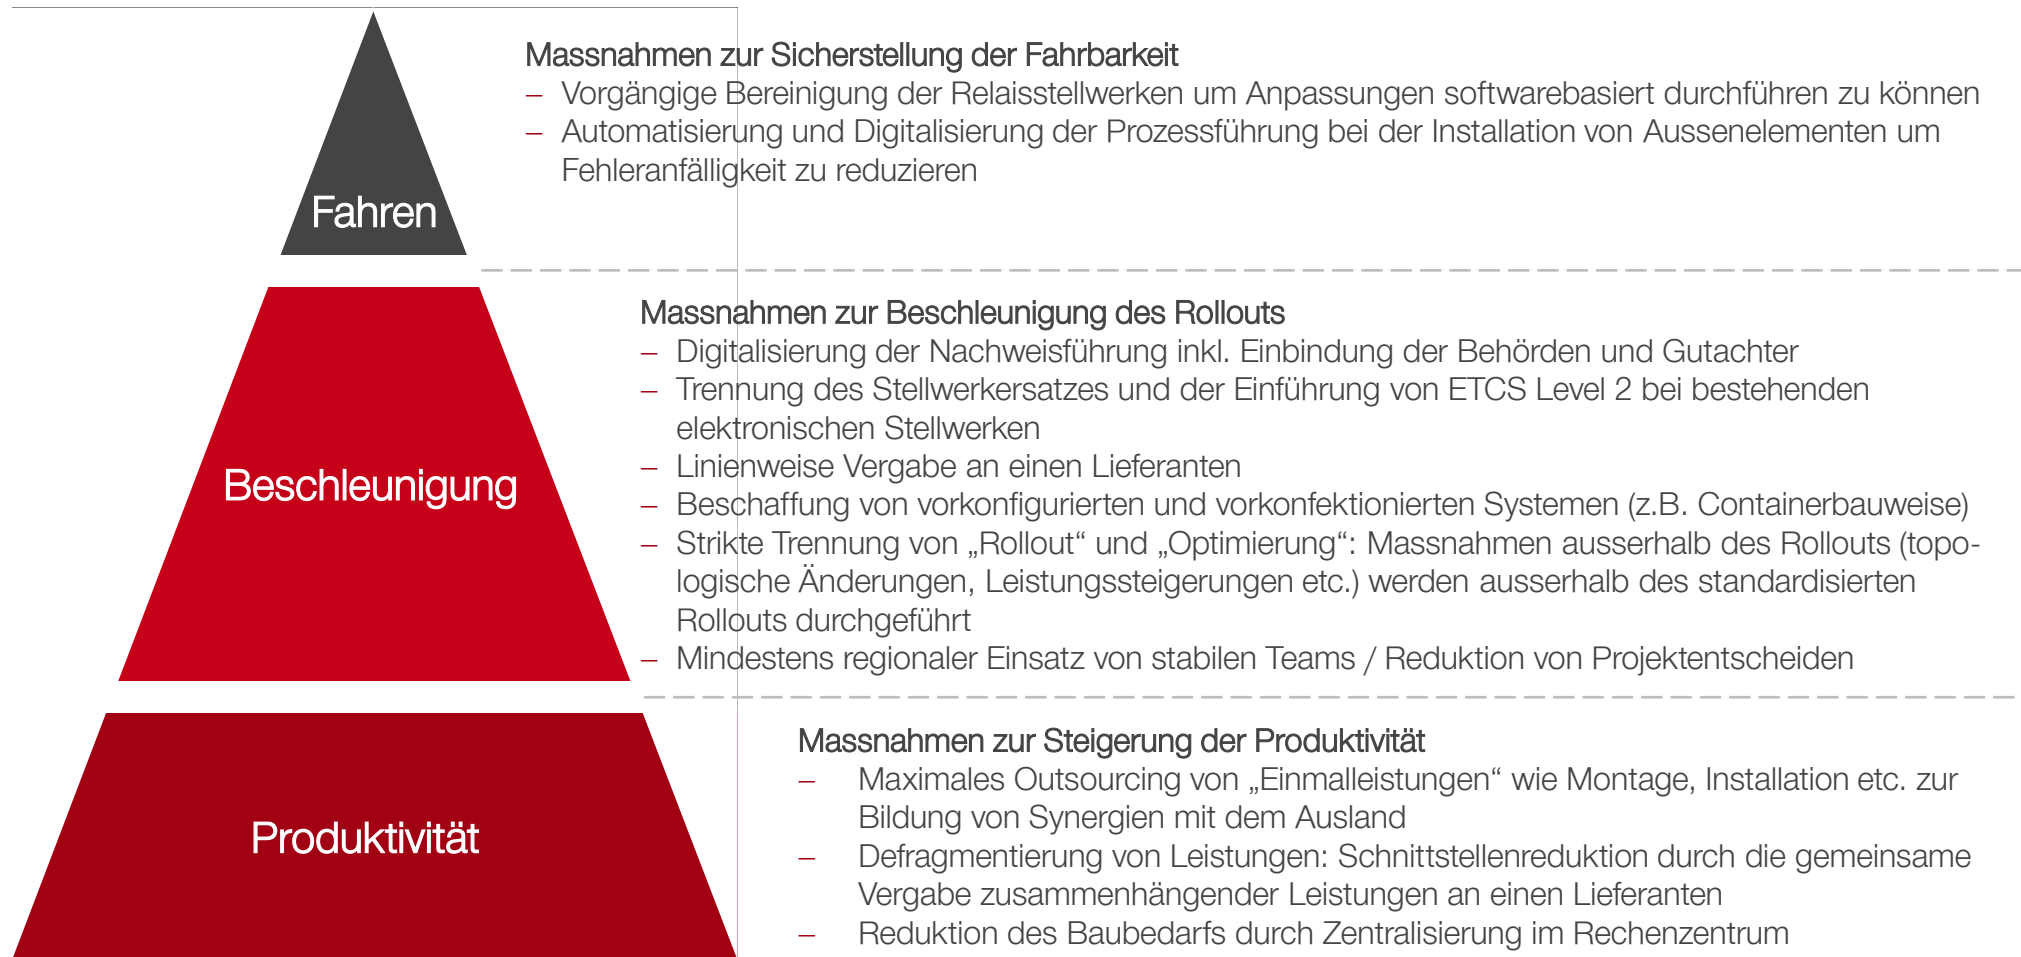 Fahren
Massnahmen zur Sicherstellung der Fahrbarkeit
– Vorgängige Bereinigung der Relaisstellwerken um Anpassungen softwarebasiert durchführen zu können
– Automatisierung und Digitalisierung der Prozessführung bei der Installation von Aussenelementen um
Fehleranfälligkeit zu reduzieren
Beschleunigung
Massnahmen zur Beschleunigung des Rollouts
– Digitalisierung der Nachweisführung inkl. Einbindung der Behörden und Gutachter
– Trennung des Stellwerkersatzes und der Einführung von ETCS Level 2 bei bestehenden
elektronischen Stellwerken
– Linienweise Vergabe an einen Lieferanten
– Beschaffung von vorkonfigurierten und vorkonfektionierten Systemen (z.B. Containerbauweise)
– Strikte Trennung von „Rollout“ und „Optimierung“: Massnahmen ausserhalb des Rollouts (topo-
logische Änderungen, Leistungssteigerungen etc.) werden ausserhalb des standardisierten
Rollouts durchgeführt
– Mindestens regionaler Einsatz von stabilen Teams / Reduktion von Projektentscheiden
Produktivität
Massnahmen zur Steigerung der Produktivität
– Maximales Outsourcing von „Einmalleistungen“ wie Montage, Installation etc. zur
Bildung von Synergien mit dem Ausland
– Defragmentierung von Leistungen: Schnittstellenreduktion durch die gemeinsame
Vergabe zusammenhängender Leistungen an einen Lieferanten
– Reduktion des Baubedarfs durch Zentralisierung im Rechenzentrum